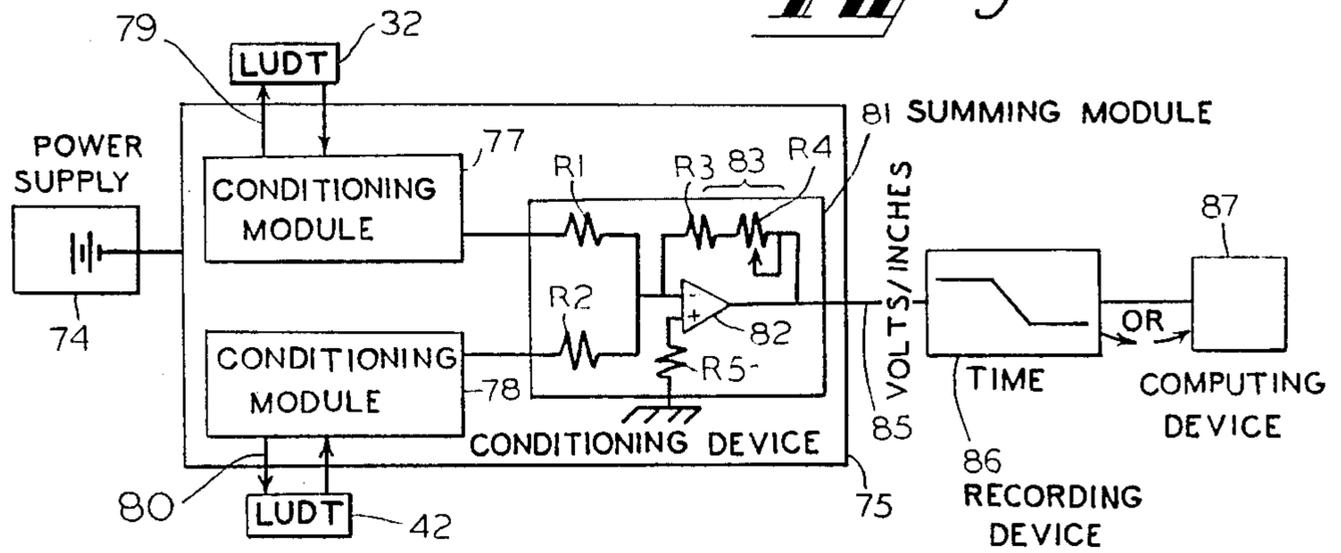 79
LUDT
32
POWER
SUPPLY
74
CONDITIONING
MODULE
77
R1
R3
83
R4
81 SUMMING MODULE
-
+
82
R2
R5-
CONDITIONING
MODULE
78
CONDITIONING DEVICE
80
LUDT
42
75
85
VOLTS/INCHES
TIME
86
RECORDING
DEVICE
OR
87
COMPUTING
DEVICE